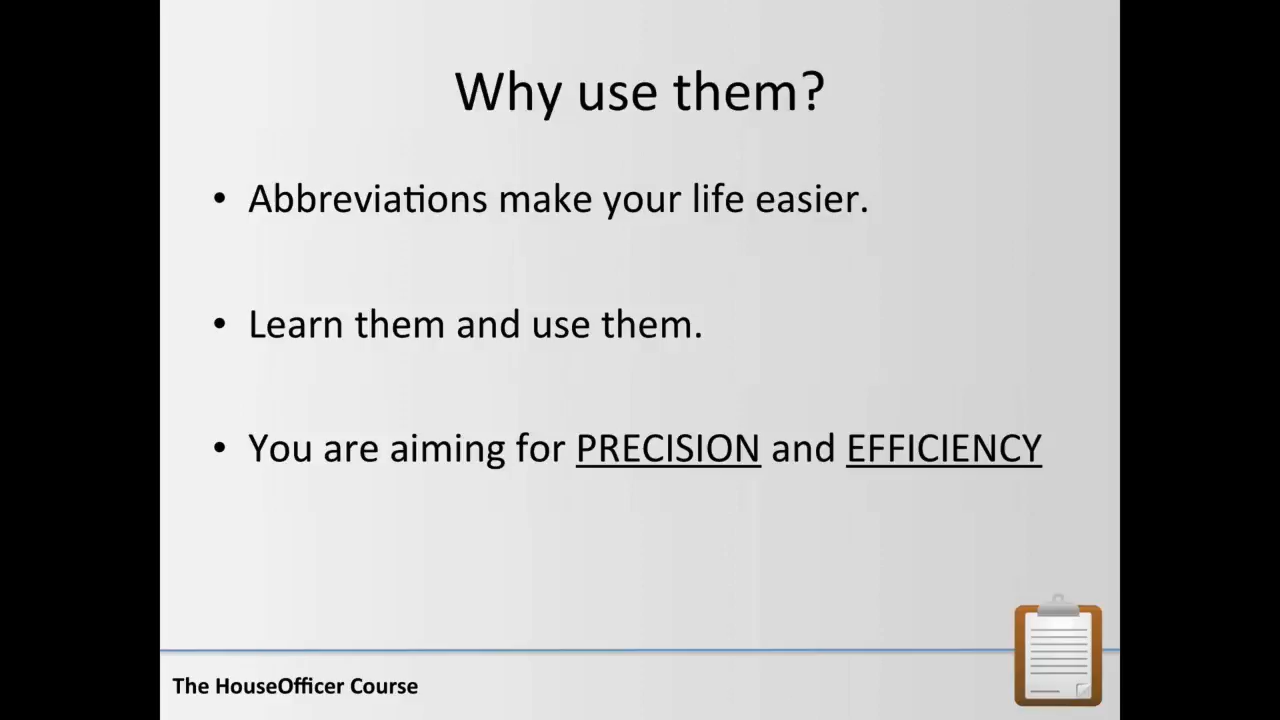 Why use them?
• Abbreviations make your life easier.
• Learn them and use them.
• You are aiming for PRECISION and EFFICIENCY
The HouseOfficer Course